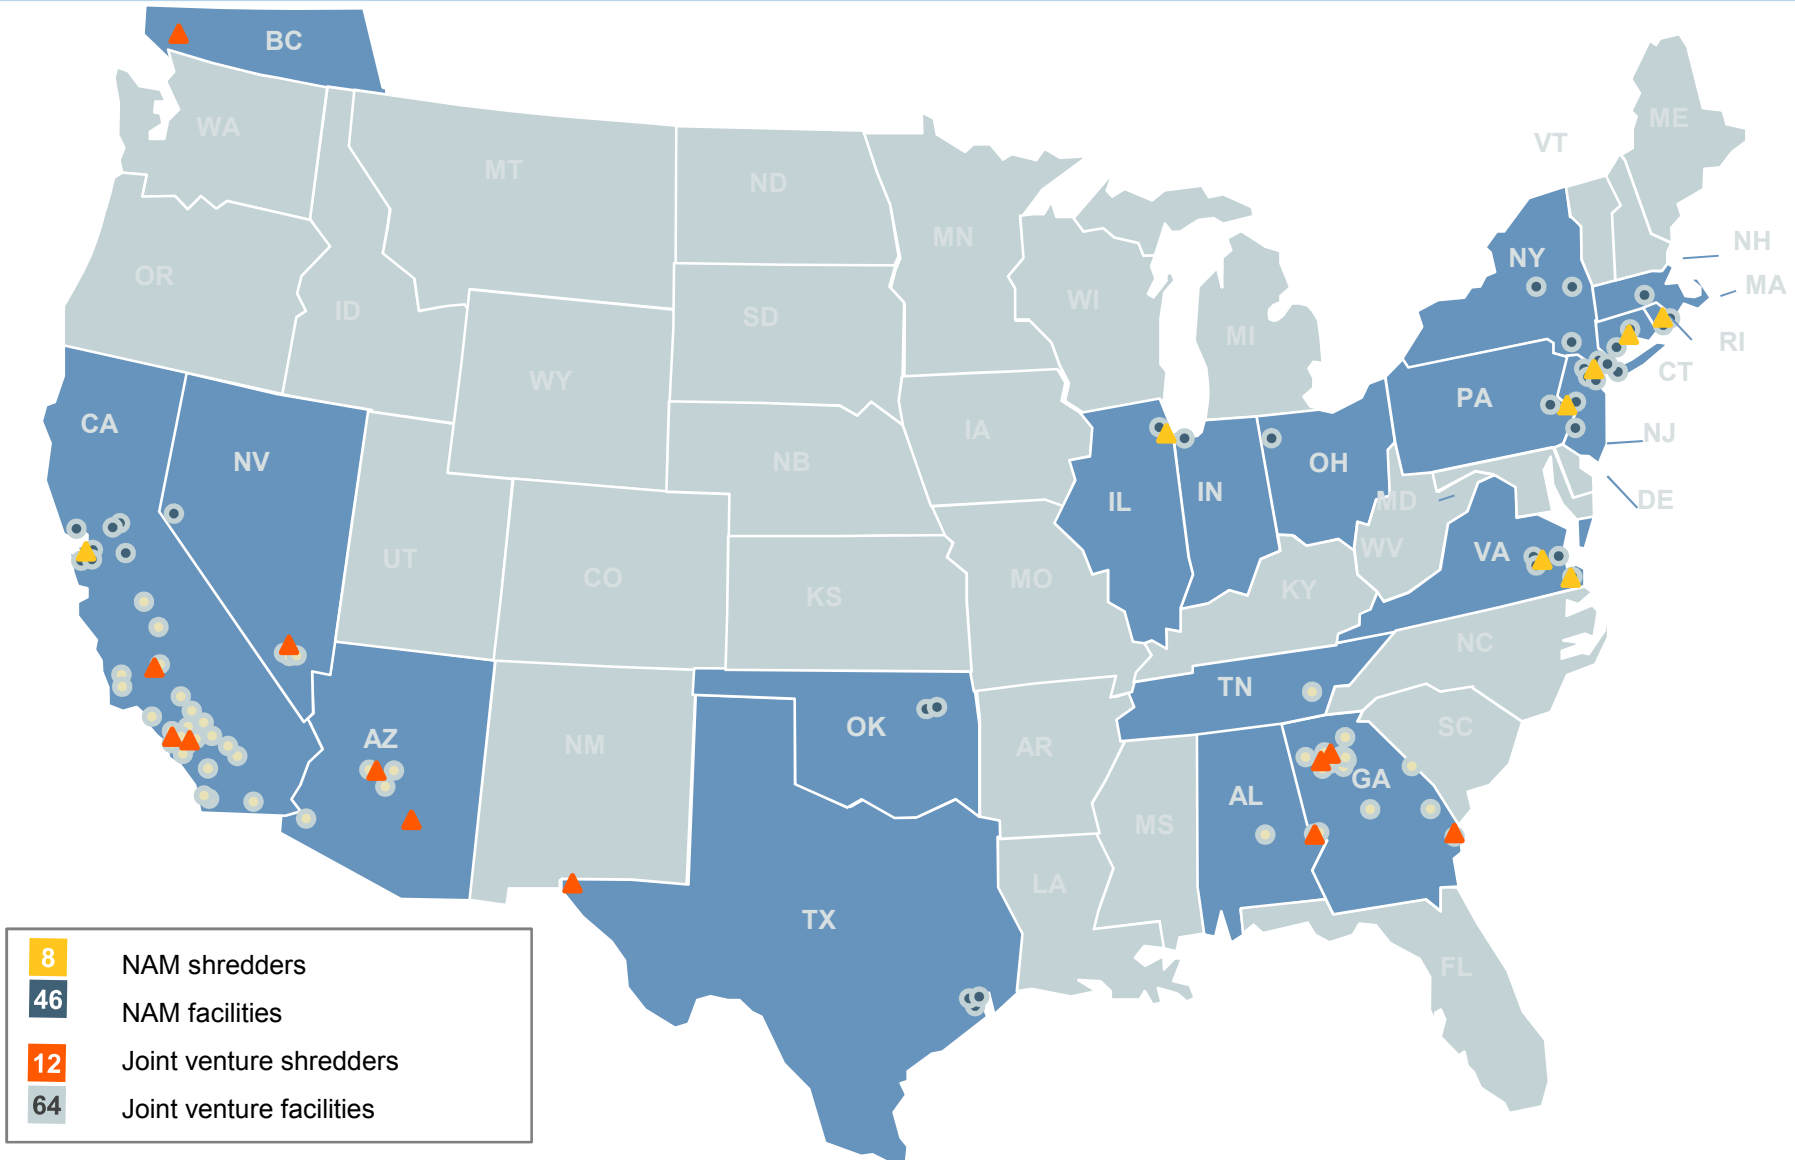 BC
WA
MT
ND
MN
VT
ME
OR
ID
SD
WI
MI
NY
NH
MA
RI
CT
WY
IA
PA
NJ
CA
NV
NB
IL
IN
OH
MD
DE
UT
CO
KS
MO
KY
WV
VA
NC
AZ
NM
OK
AR
TN
SC
MS
AL
GA
TX
LA
FL
8 NAM shredders
46 NAM facilities
12 Joint venture shredders
64 Joint venture facilities